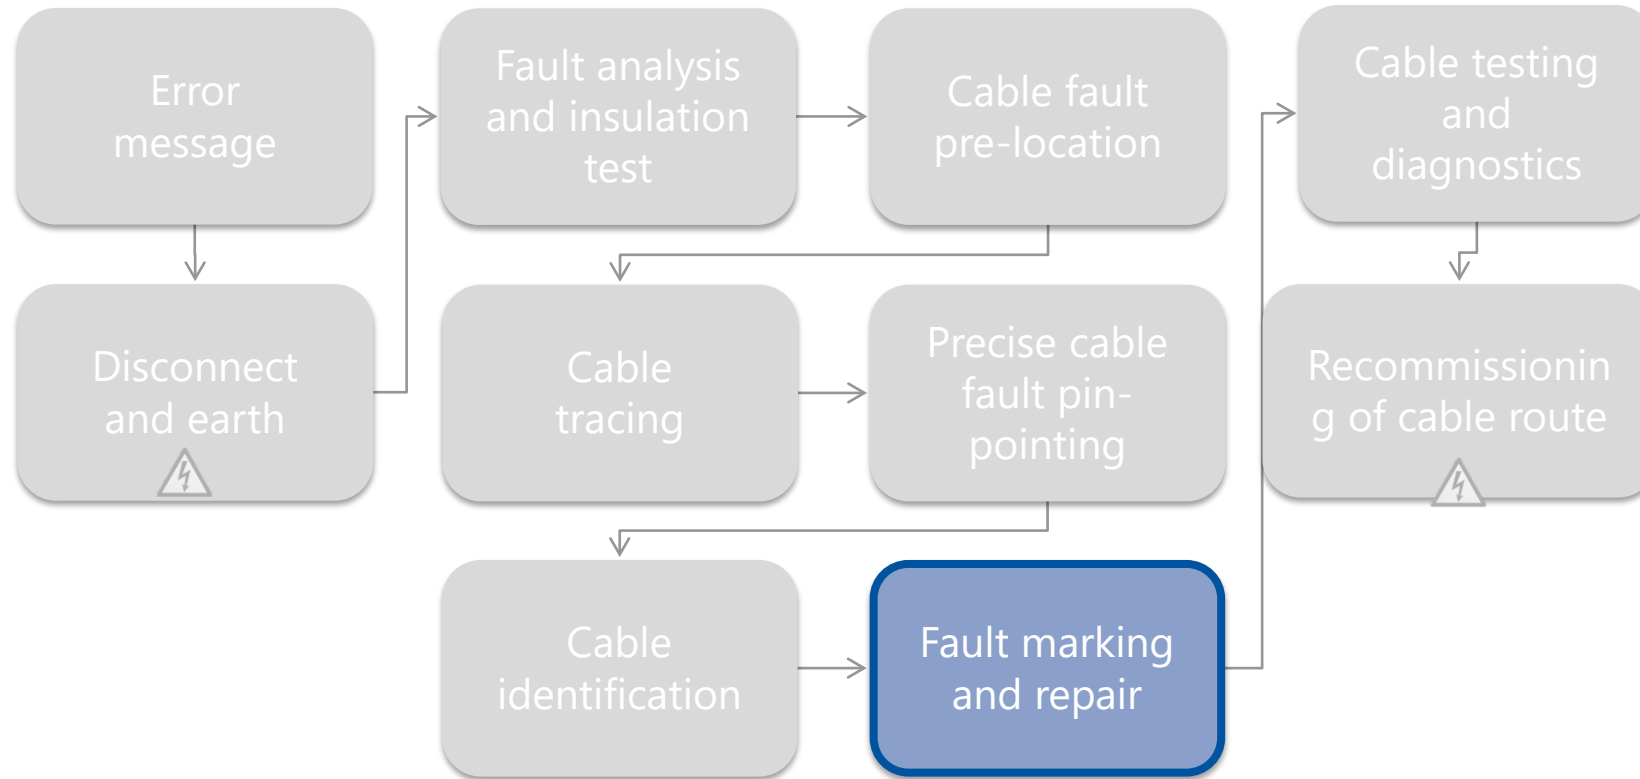 Error
message
Disconnect
and earth
Fault analysis
and insulation
test
Cable fault
pre-location
Cable
tracing
Precise cable
fault pin-
pointing
Cable
identification
Fault marking
and repair
Cable testing
and
diagnostics
Recommissionin
g of cable route